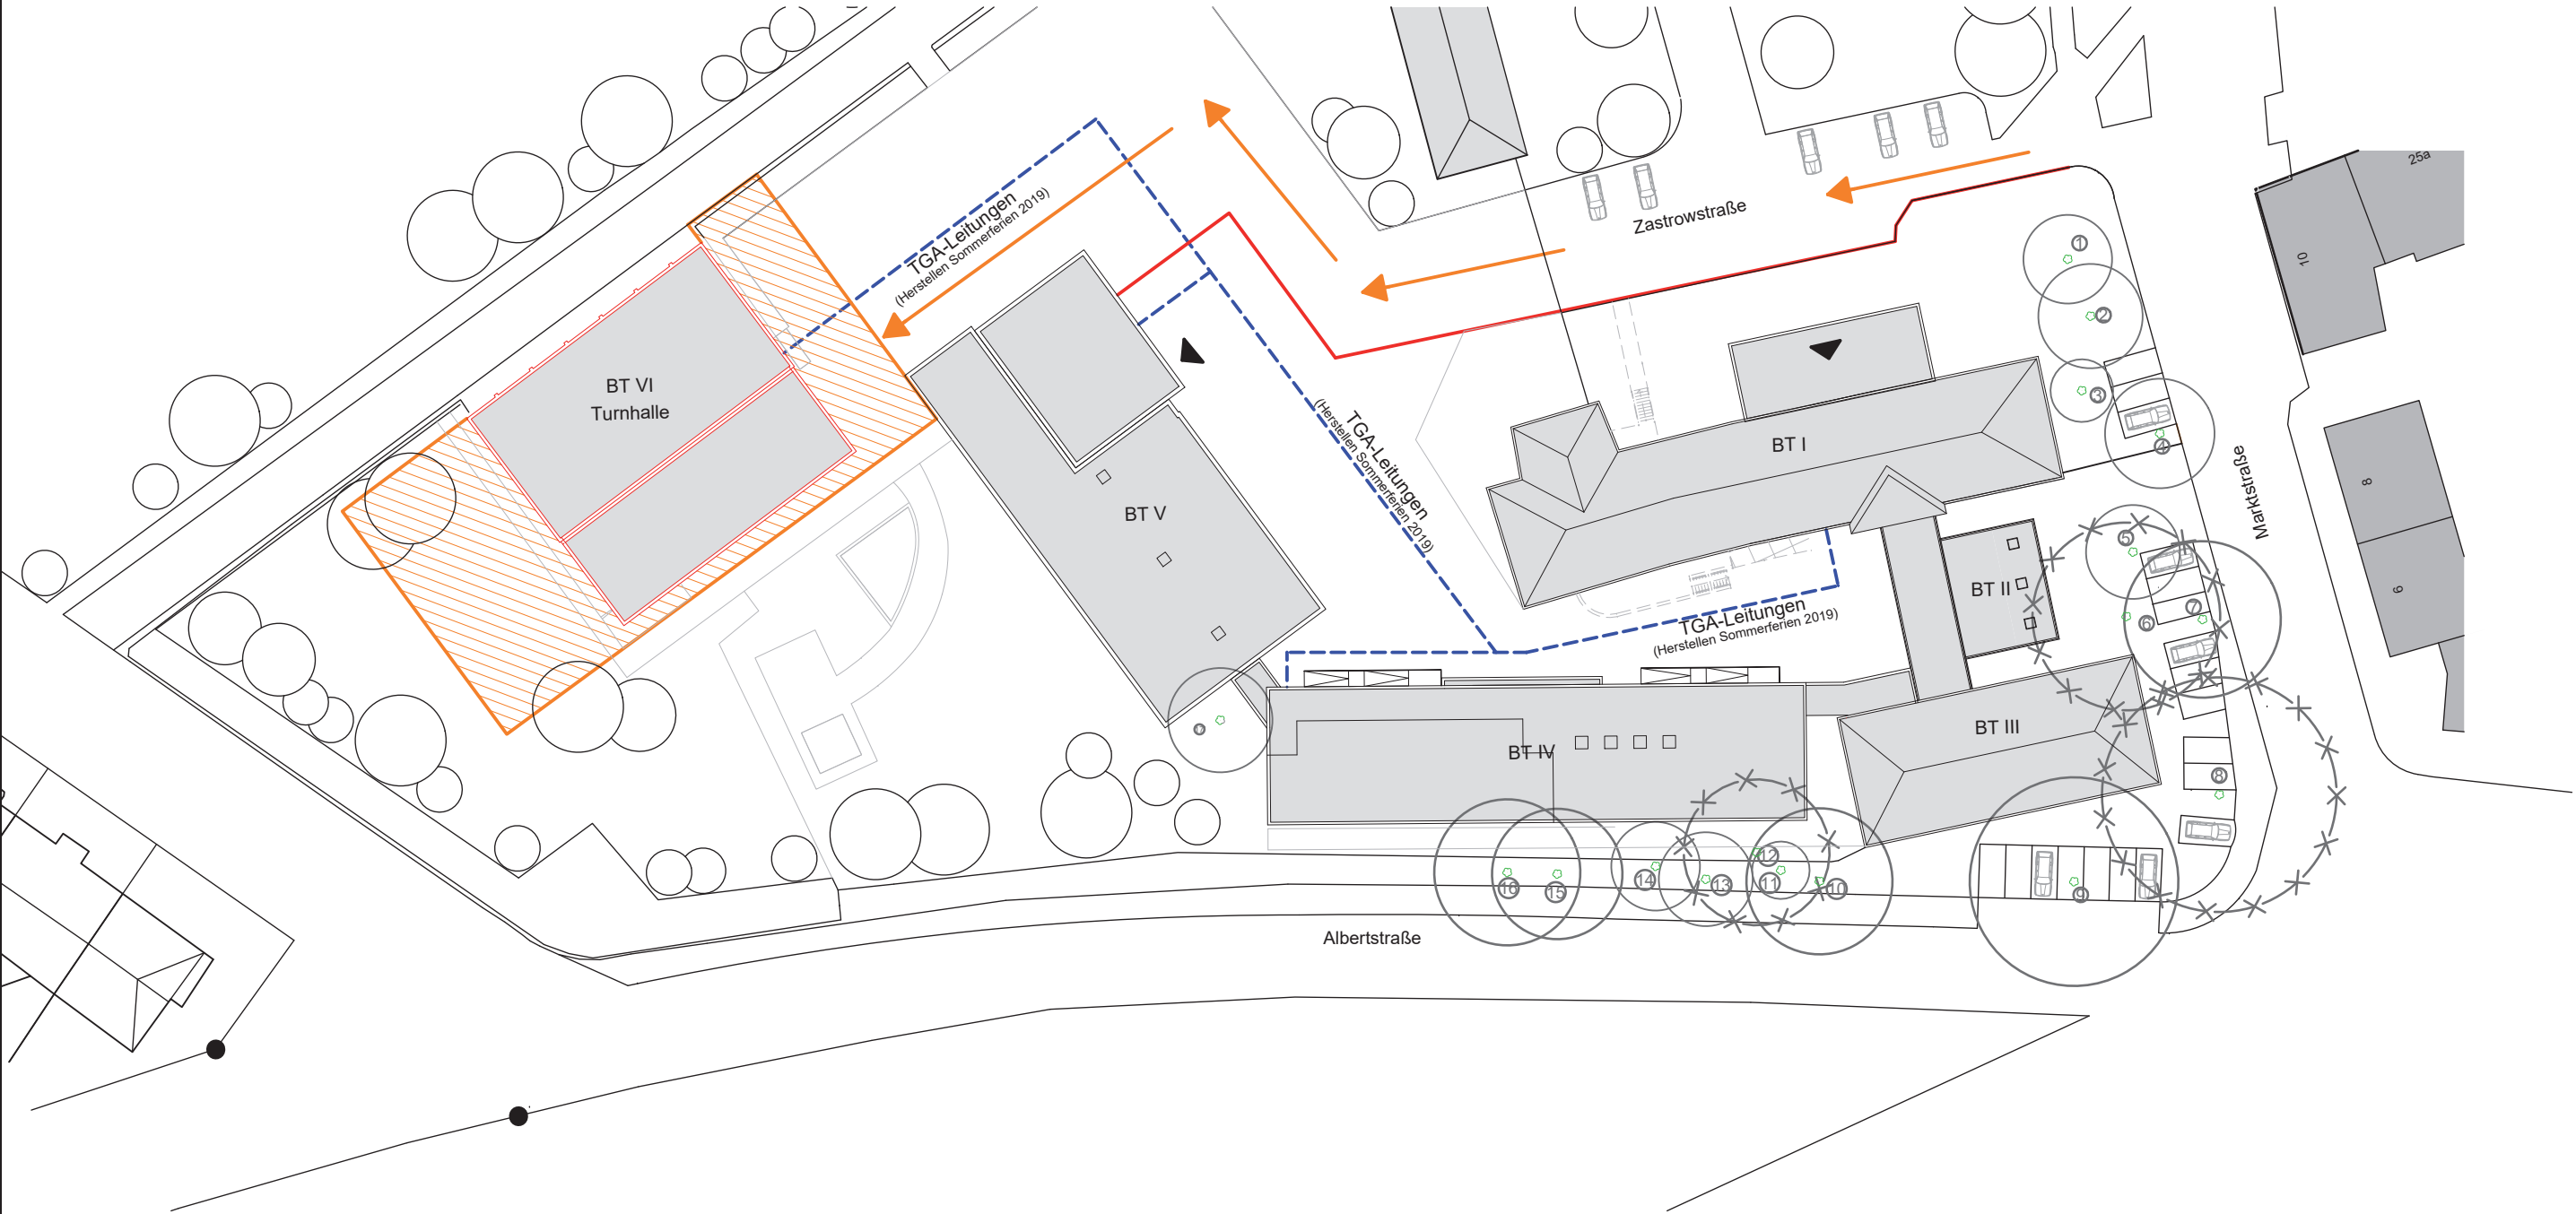 25a
10
Zastrowstraße
TGA-Leitungen
(Herstellen Sommerferien 2019)
1
2
3
4
BT VI
Turnhalle
BT I
TGA-Leitungen
(Herstellen Sommerferien 2019)
Marktstraße
8
BT V
5
BT II
6
7
6
TGA-Leitungen
(Herstellen Sommerferien 2019)
BT III
BT IV
8
12
11
10
13
14
15
16
9
Albertstraße